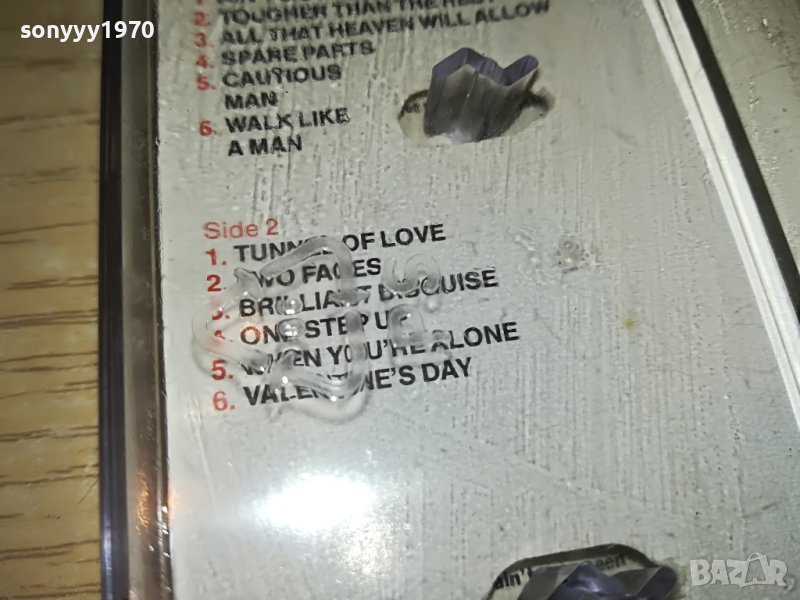 sonyyy1970
2. TOUGHER THAN THE REST
3. ALL THAT HEAVEN WILL ALLOW
4. SPARE PARTS
5. CAUTIOUS
MAN
6. WALK LIKE
A MAN
Side 2
1. TUNNEL OF LOVE
2. TWO FACES
3. BRILLIANT DISGUISE
4. ONE STEP UP
5. WHEN YOU'RE ALONE
6. VALENTINE'S DAY
BAZAR